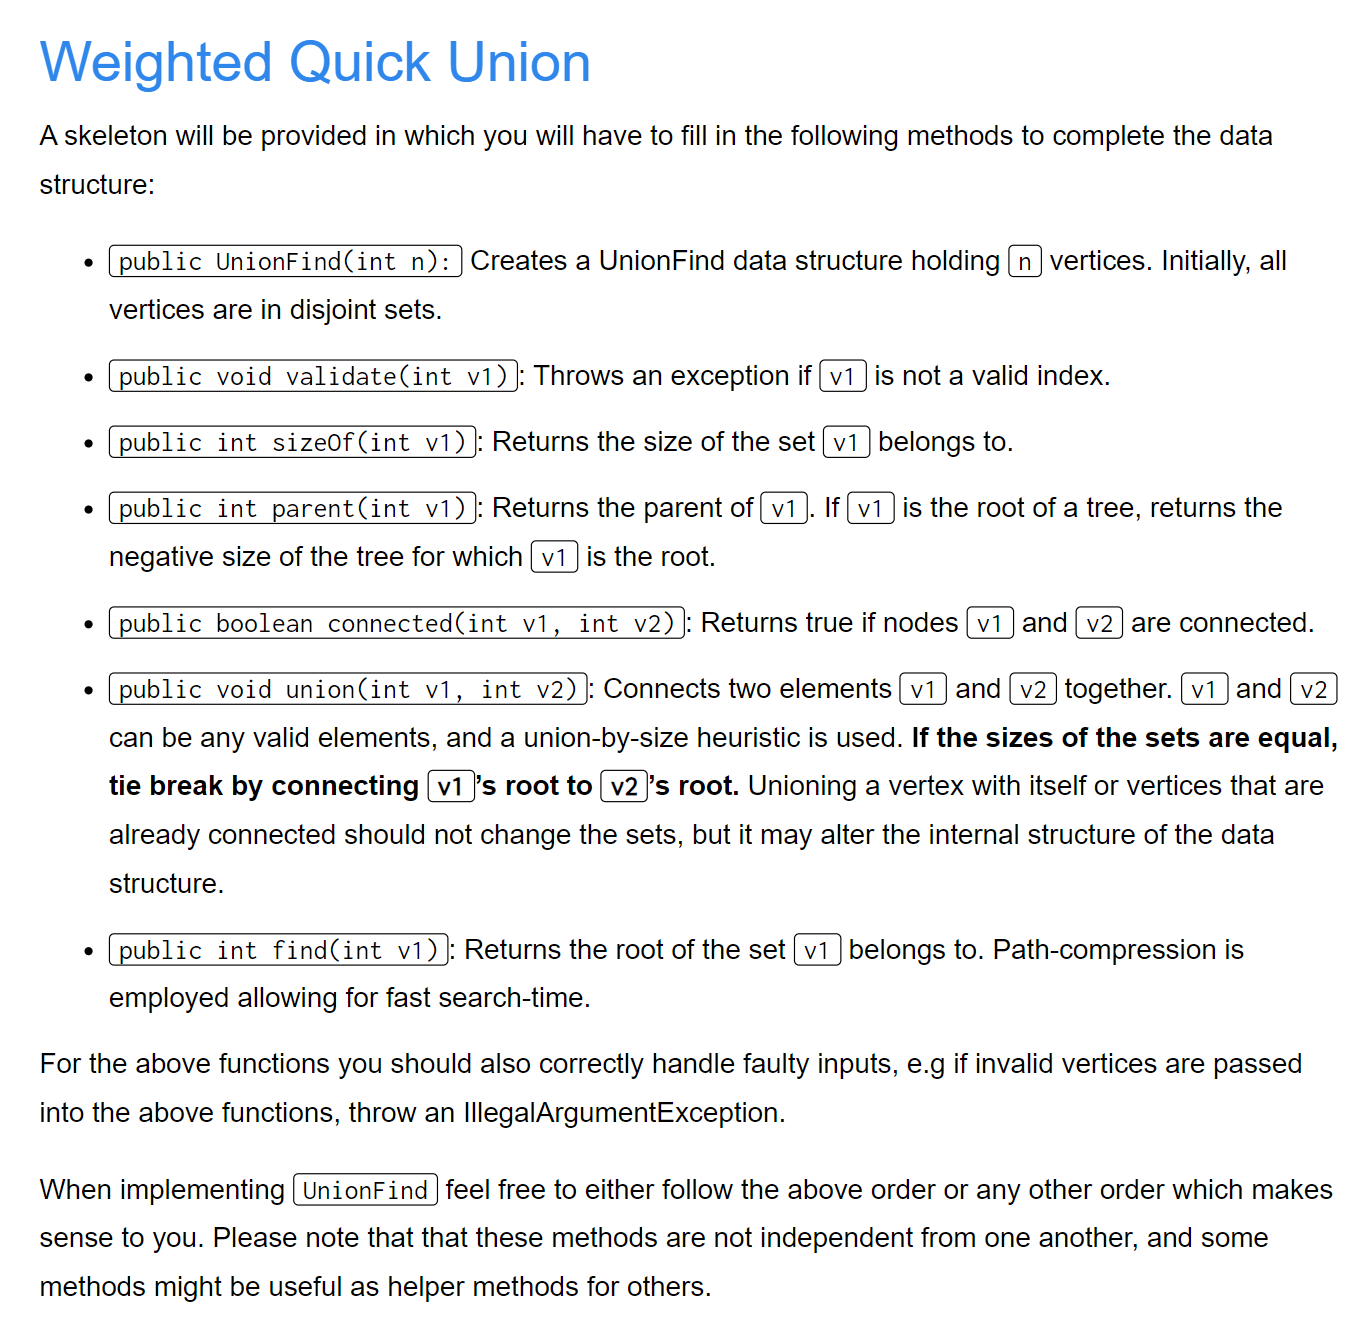 Weighted Quick Union
A skeleton will be provided in which you will have to fill in the following methods to complete the data
structure:
• public UnionFind(int n): Creates a UnionFind data structure holding n vertices. Initially, all
vertices are in disjoint sets.
• public void validate(int v1): Throws an exception if v1 is not a valid index.
• public int sizeOf(int v1): Returns the size of the set v1 belongs to.
• public int parent(int v1): Returns the parent of v1. If v1 is the root of a tree, returns the
negative size of the tree for which v1 is the root.
• public boolean connected(int v1, int v2): Returns true if nodes v1 and v2 are connected.
• public void union(int v1, int v2): Connects two elements v1 and v2 together. v1 and v2
can be any valid elements, and a union-by-size heuristic is used. If the sizes of the sets are equal,
tie break by connecting v1’s root to v2’s root. Unioning a vertex with itself or vertices that are
already connected should not change the sets, but it may alter the internal structure of the data
structure.
• public int find(int v1): Returns the root of the set v1 belongs to. Path-compression is
employed allowing for fast search-time.
For the above functions you should also correctly handle faulty inputs, e.g if invalid vertices are passed
into the above functions, throw an IllegalArgumentException.
When implementing UnionFind feel free to either follow the above order or any other order which makes
sense to you. Please note that that these methods are not independent from one another, and some
methods might be useful as helper methods for others.